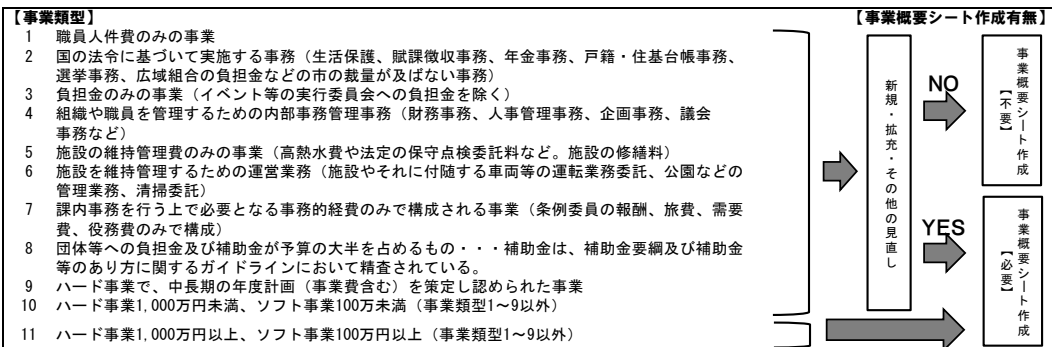 【事業類型】
【事業概要シート作成有無】
1 職員人件費のみの事業
2 国の法令に基づいて実施する事務（生活保護、賦課徴収事務、年金事務、戸籍・住基台帳事務、
選挙事務、広域組合の負担金などの市の裁量が及ばない事務）
3 負担金のみの事業（イベント等の実行委員会への負担金を除く）
4 組織や職員を管理するための内部事務管理事務（財務事務、人事管理事務、企画事務、議会
事務など）
5 施設の維持管理費のみの事業（高熱水費や法定の保守点検委託料など。施設の修繕料）
6 施設を維持管理するための運営業務（施設やそれに付随する車両等の運転業務委託、公園などの
管理業務、清掃委託）
7 課内事務を行う上で必要となる事務的経費のみで構成される事業（条例委員の報酬、旅費、需要
費、役務費のみで構成）
8 団体等への負担金及び補助金が予算の大半を占めるもの・・・補助金は、補助金要綱及び補助金
等のあり方に関するガイドラインにおいて精査されている。
9 ハード事業で、中長期の年度計画（事業費含む）を策定し認められた事業
10 ハード事業1,000万円未満、ソフト事業100万未満（事業類型1～9以外）
11 ハード事業1,000万円以上、ソフト事業100万円以上（事業類型1～9以外）
新規・拡充・その他の見直し
NO
事業概要シート作成
【不要】
YES
事業概要シート作成
【必要】